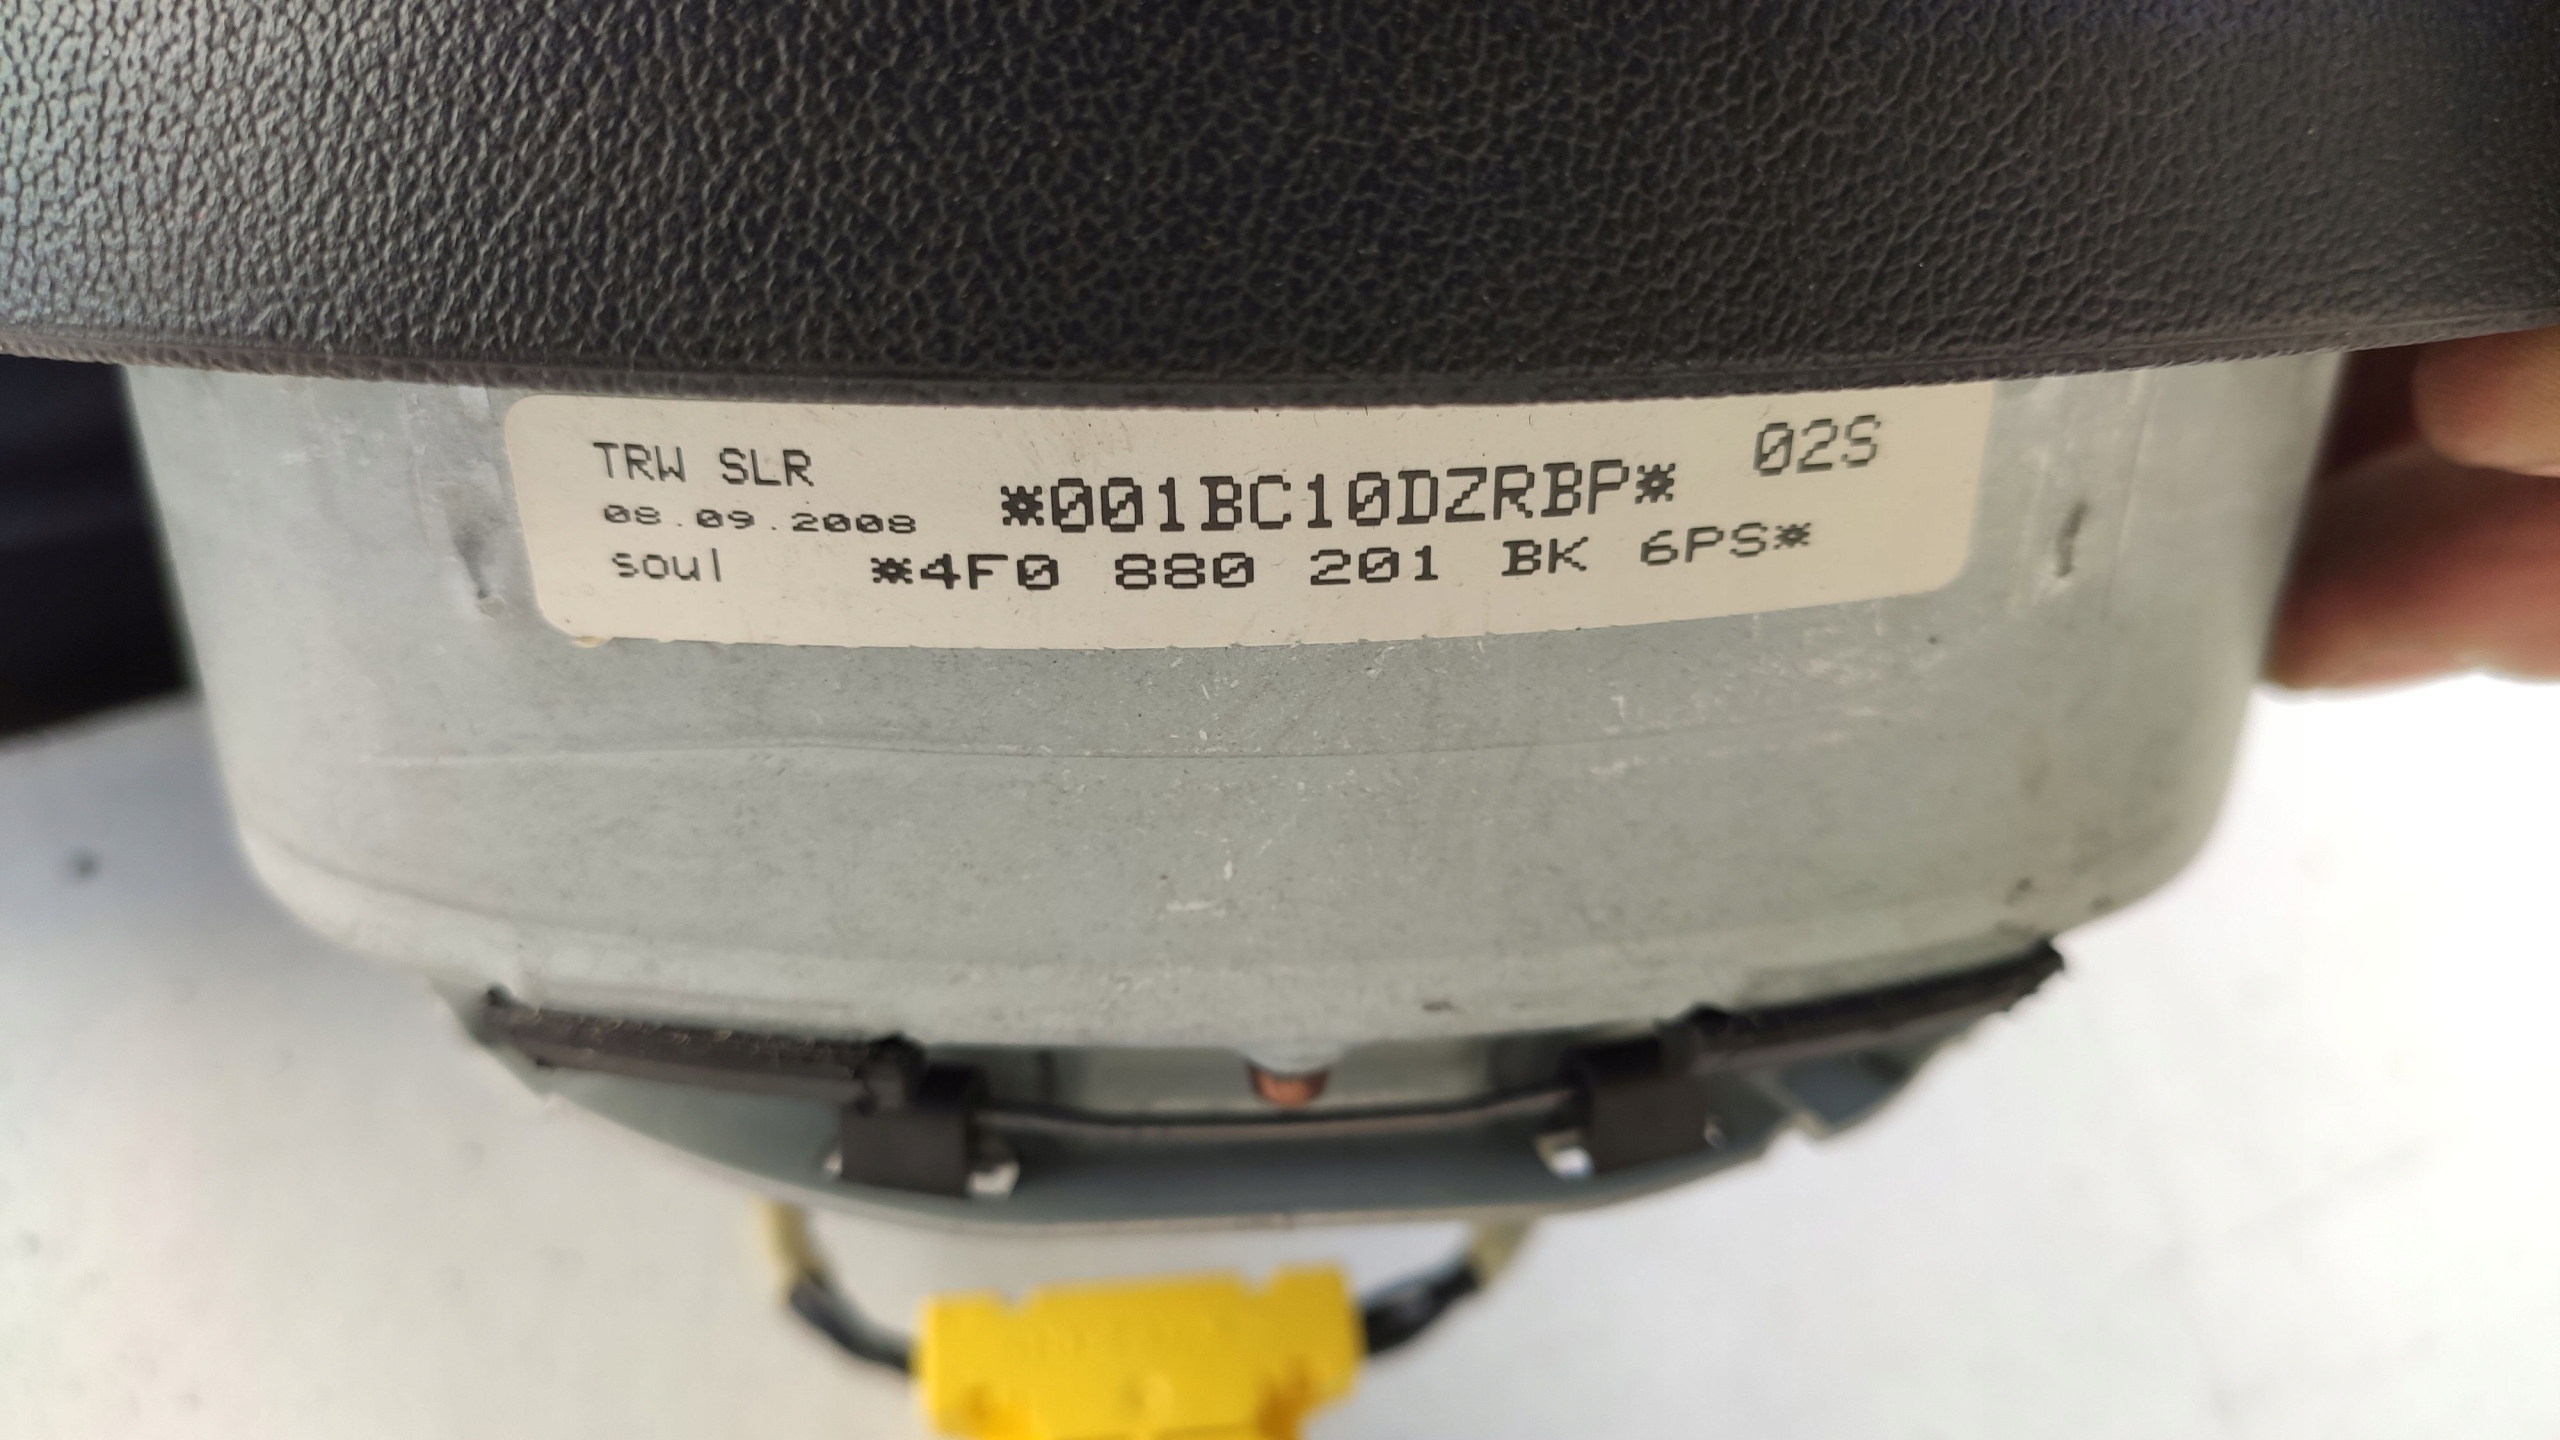 TRW SLR
02S
08.09.2008 *001BC10DZRBP*
soul *4F0 880 201 BK 6PS*